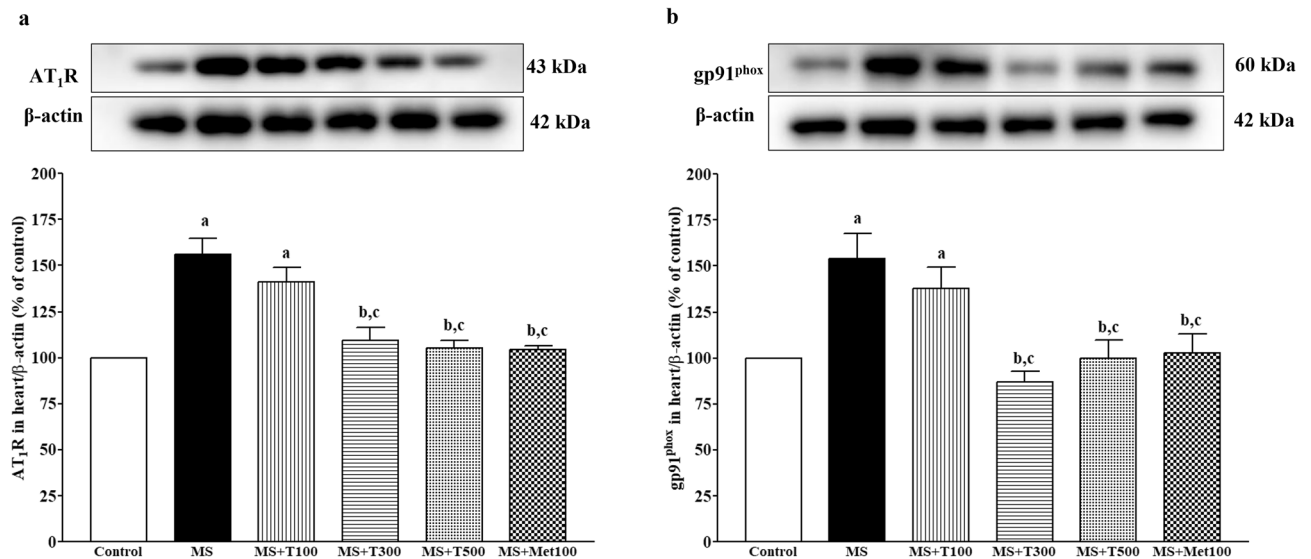 a
AT₁R
43 kDa
β-actin
42 kDa
AT₁R in heart/β-actin (% of control)
200
175
150
125
100
75
50
25
0
a
a
b,c
b,c
b,c
Control MS MS+T100 MS+T300 MS+T500 MS+Met100
b
gp91ᵖʰᵒˣ
60 kDa
β-actin
42 kDa
gp91ᵖʰᵒˣ in heart/β-actin (% of control)
200
175
150
125
100
75
50
25
0
a
a
b,c
b,c
b,c
Control MS MS+T100 MS+T300 MS+T500 MS+Met100